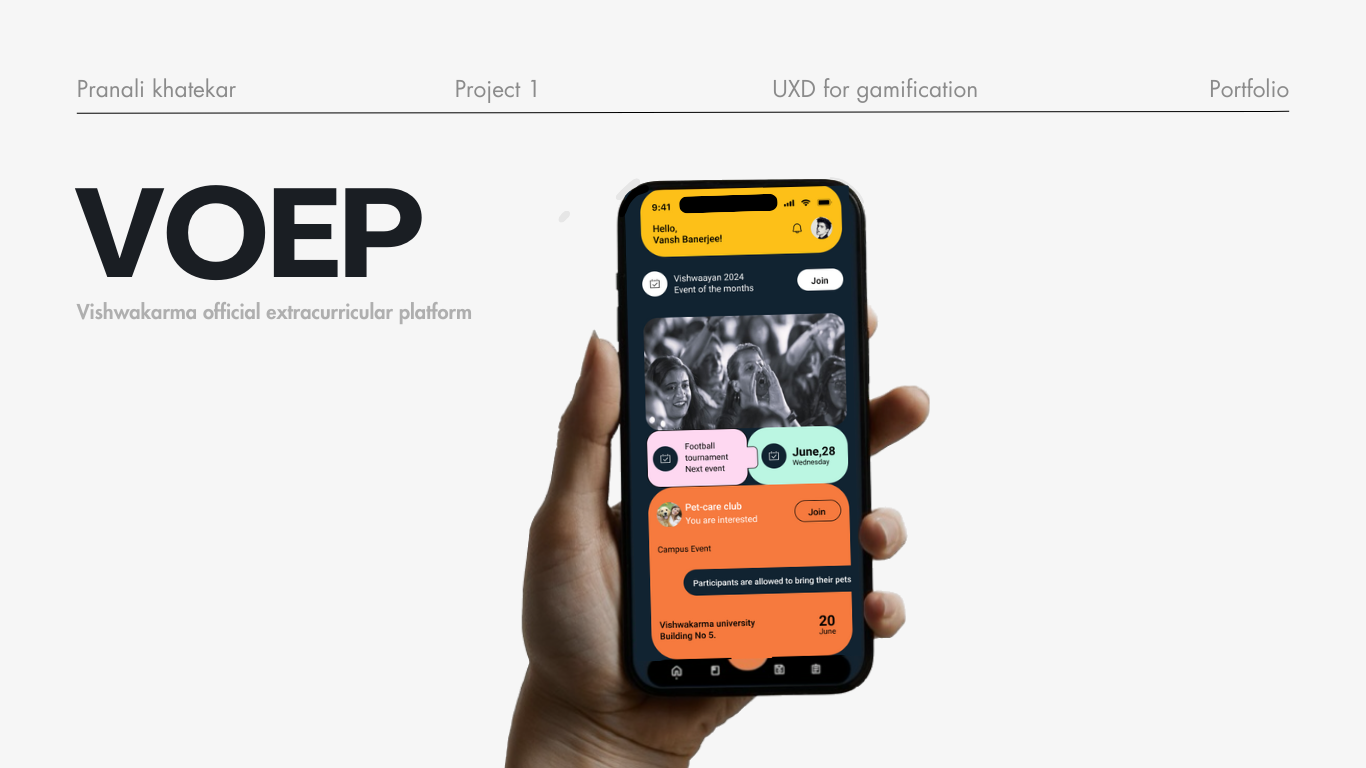 Pranali khatekar
Project 1
UXD for gamification
Portfolio
VOEP
Vishwakarma official extracurricular platform
9:41
Hello,
Vansh Banerjee!
Vishwaayan 2024
Event of the months
Join
Football
tournament
Next event
June,28
Wednesday
Pet-care club
You are interested
Join
Campus Event
Participants are allowed to bring their pets
Vishwakarma university
Building No 5.
20
June